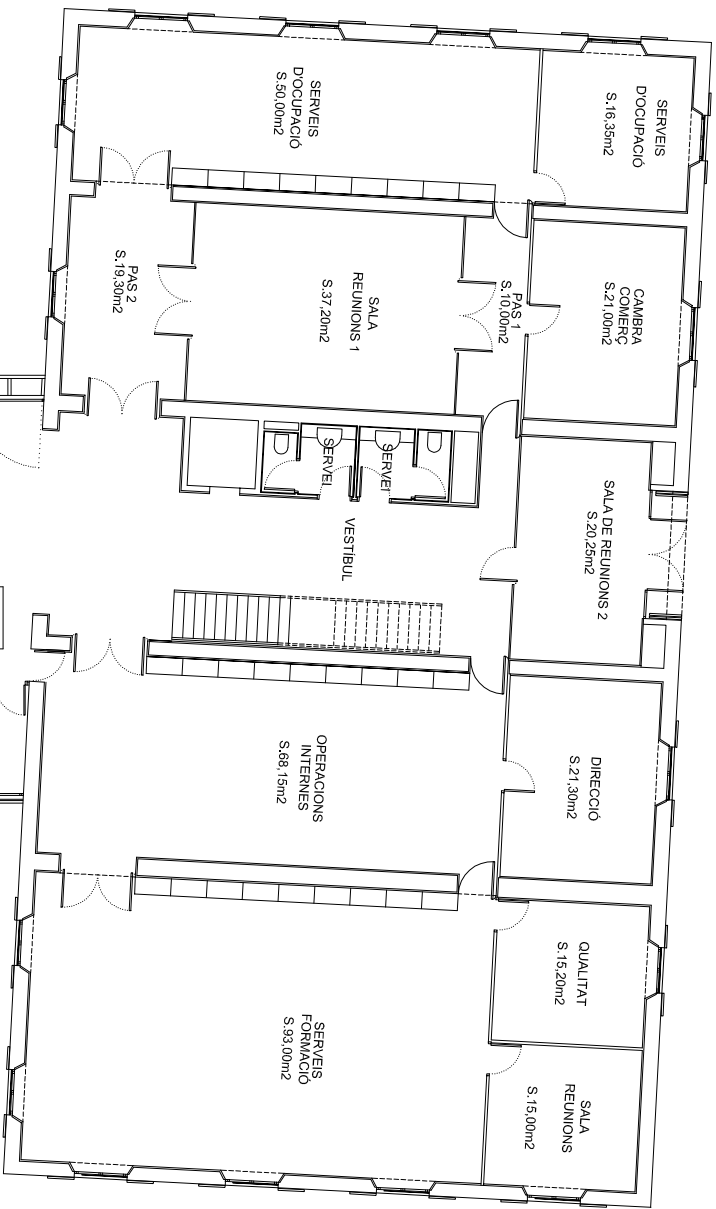 SERVEIS
D'OCUPACIÓ
S.16,35m2
SERVEIS
D'OCUPACIÓ
S.50,00m2
CAMBRA
COMERÇ
S.21,00m2
PAS 1
S.10,00m2
SALA
REUNIONS 1
S.37,20m2
PAS 2
S.19,30m2
SALA DE REUNIONS 2
S.20,25m2
SERVEI
SERVEI
VESTÍBUL
DIRECCIÓ
S.21,30m2
OPERACIONS
INTERNES
S.68,15m2
QUALITAT
S.15,20m2
SALA
REUNIONS
S.15,00m2
SERVEIS
FORMACIÓ
S.93,00m2